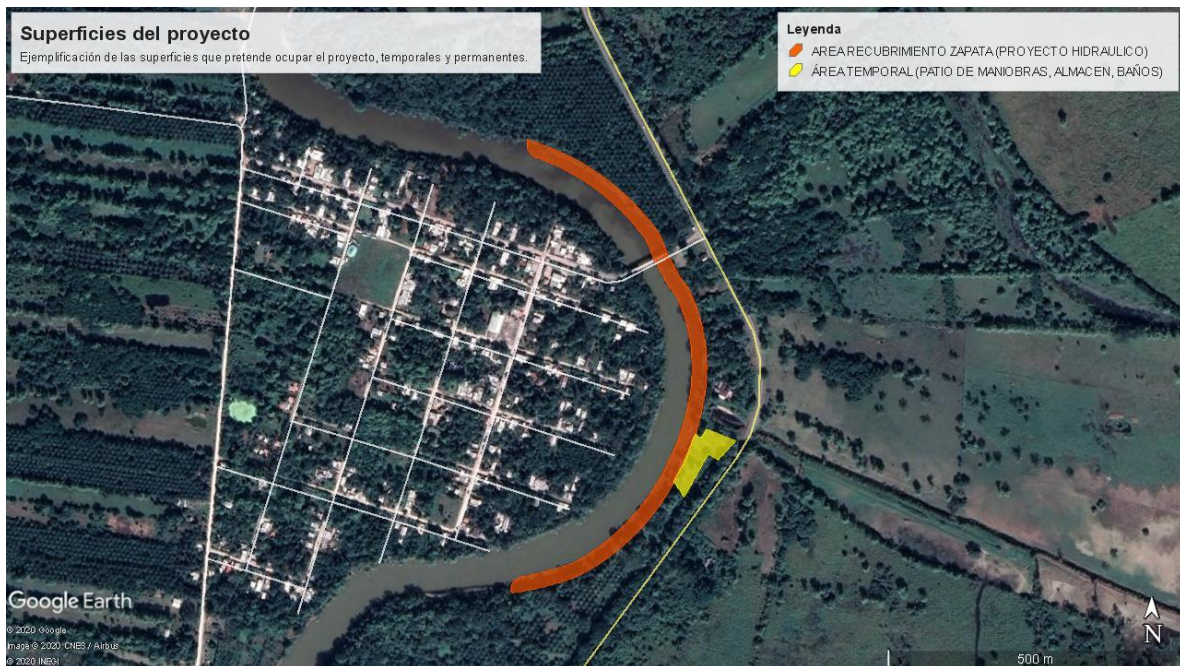 Superficies del proyecto
Ejemplificación de las superficies que pretende ocupar el proyecto, temporales y permanentes.
Leyenda
AREA RECUBRIMIENTO ZAPATA (PROYECTO HIDRAULICO)
ÁREA TEMPORAL (PATIO DE MANIOBRAS, ALMACEN, BAÑOS)
Google Earth
© 2020 Google
Image © 2020 CNES / Airbus
© 2020 INEGI
N
500 m